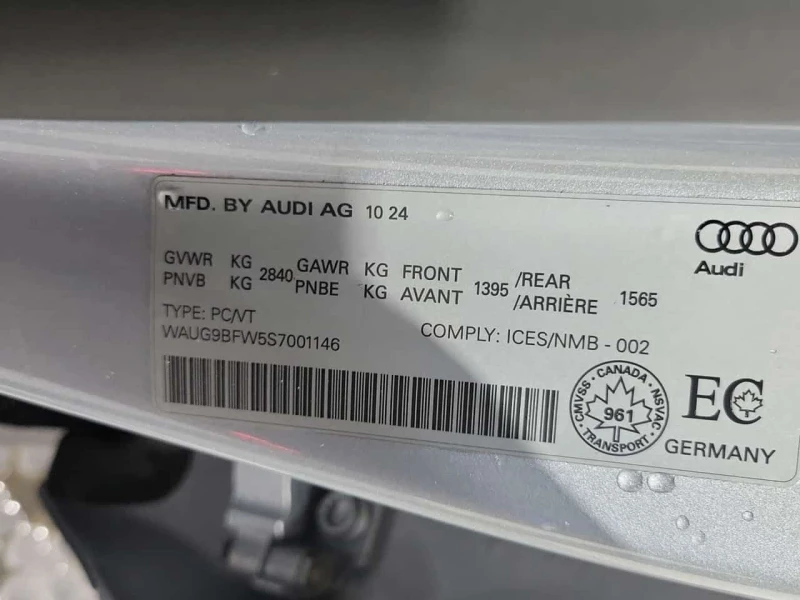 MFD. BY AUDI AG 10 24
Audi
GVWR KG 2840 GAWR KG FRONT 1395 /REAR 1565
PNVB KG PNBE KG AVANT /ARRIÈRE
TYPE: PC/VT
WAUG9BFW5S7001146
COMPLY: ICES/NMB - 002
CMVSS · CANADA · NSVAC
961
TRANSPORT
EC
GERMANY